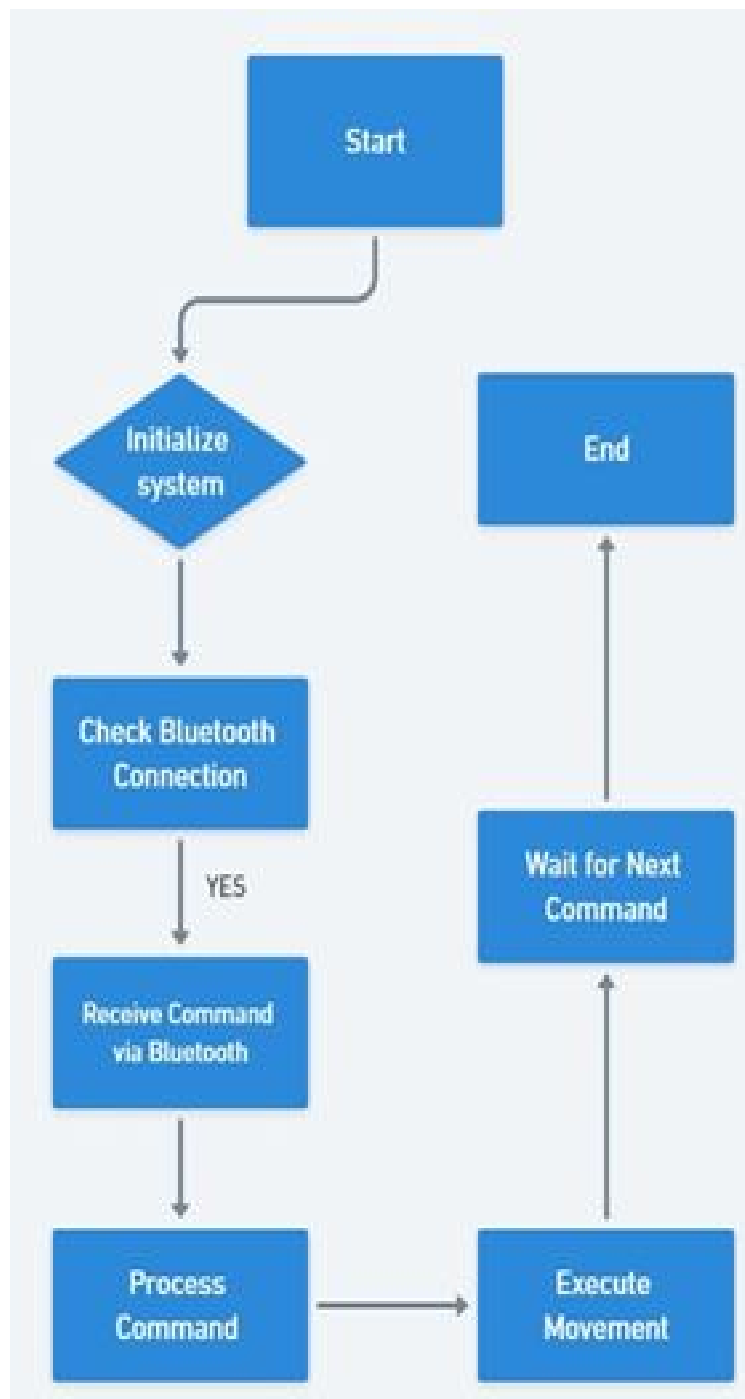 Start
Initialize
system
Check Bluetooth
Connection
YES
Receive Command
via Bluetooth
Process
Command
Execute
Movement
Wait for Next
Command
End